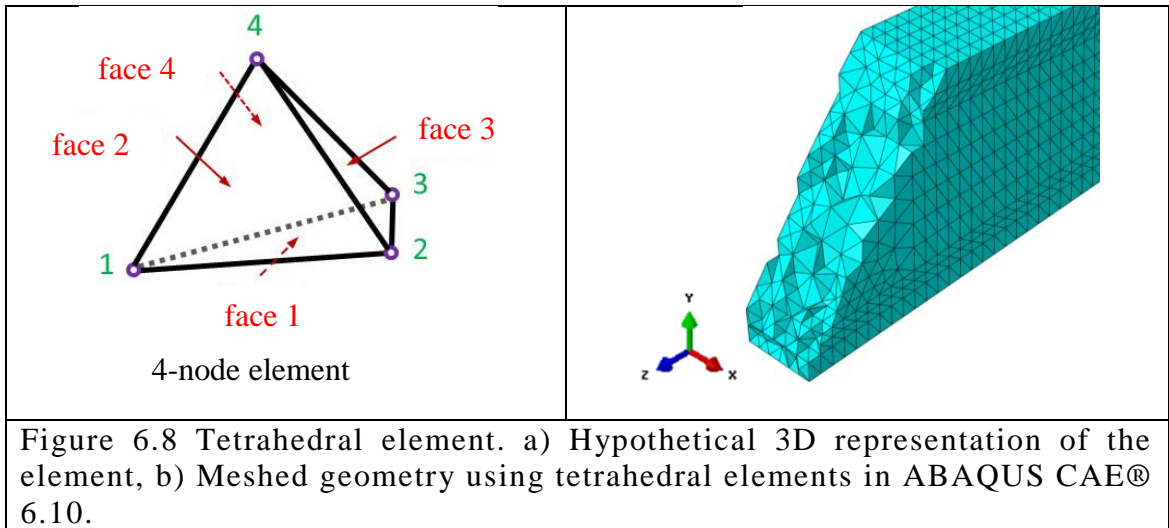 4
face 4
face 2
face 3
3
1
2
face 1
4-node element
Y
Z
X
Figure 6.8 Tetrahedral element. a) Hypothetical 3D representation of the
element, b) Meshed geometry using tetrahedral elements in ABAQUS CAE®
6.10.